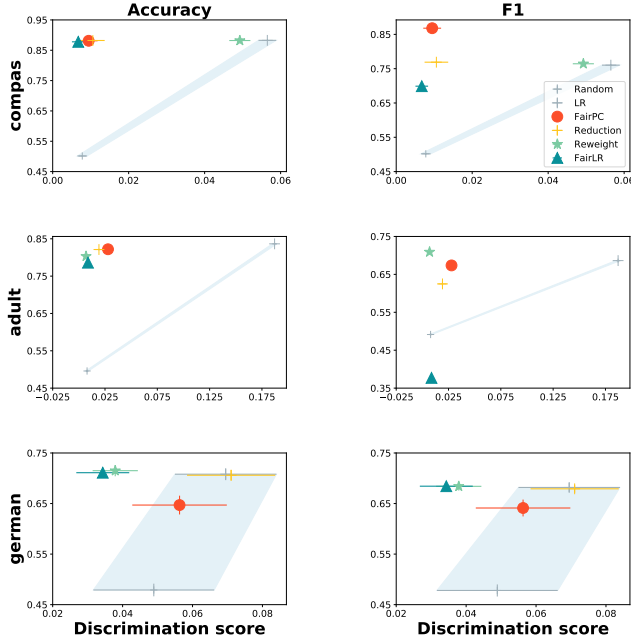 Accuracy
F1
compas
0.95
0.85
0.75
0.65
0.55
0.45
0.00 0.02 0.04 0.06
0.85
0.75
0.65
0.55
0.45
0.00 0.02 0.04 0.06
Random
LR
FairPC
Reduction
Reweight
FairLR
adult
0.85
0.75
0.65
0.55
0.45
−0.025 0.025 0.075 0.125 0.175
0.75
0.65
0.55
0.45
0.35
0.025 0.075 0.125 0.175
german
0.75
0.65
0.55
0.45
0.02 0.04 0.06 0.08
Discrimination score
0.75
0.65
0.55
0.45
0.02 0.04 0.06 0.08
Discrimination score